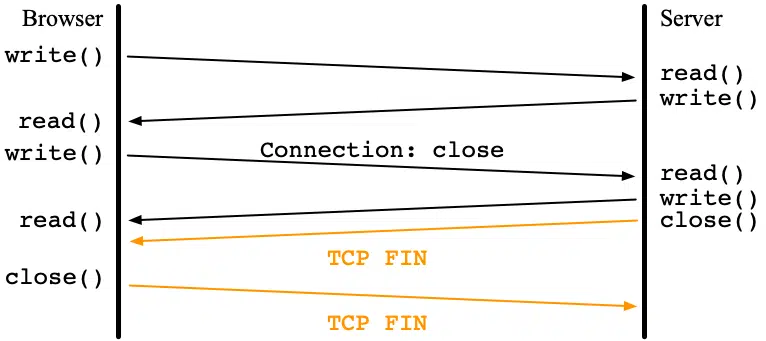 Browser
Server
write()
read()
write()
read()
write()
Connection: close
read()
write()
read()
close()
TCP FIN
close()
TCP FIN